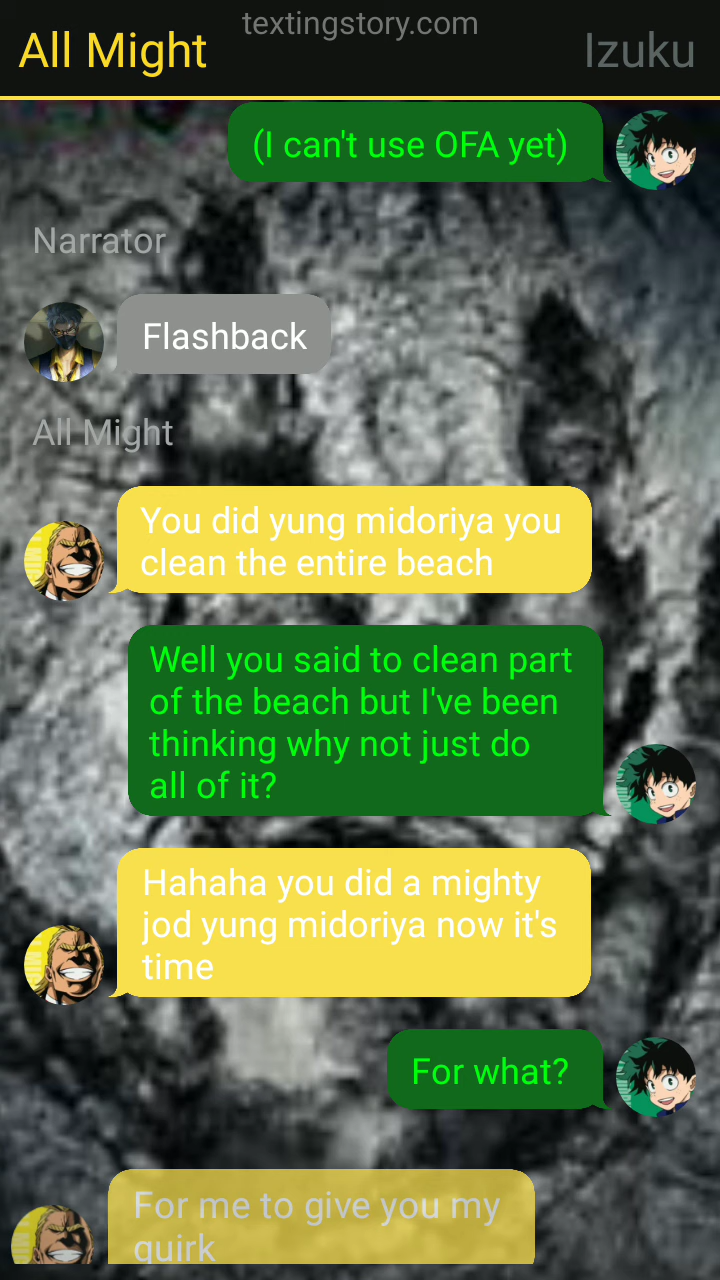 textingstory.com
All Might
Izuku
(I can't use OFA yet)
Narrator
Flashback
All Might
You did yung midoriya you
clean the entire beach
Well you said to clean part
of the beach but I've been
thinking why not just do
all of it?
Hahaha you did a mighty
jod yung midoriya now it's
time
For what?
For me to give you my
quirk